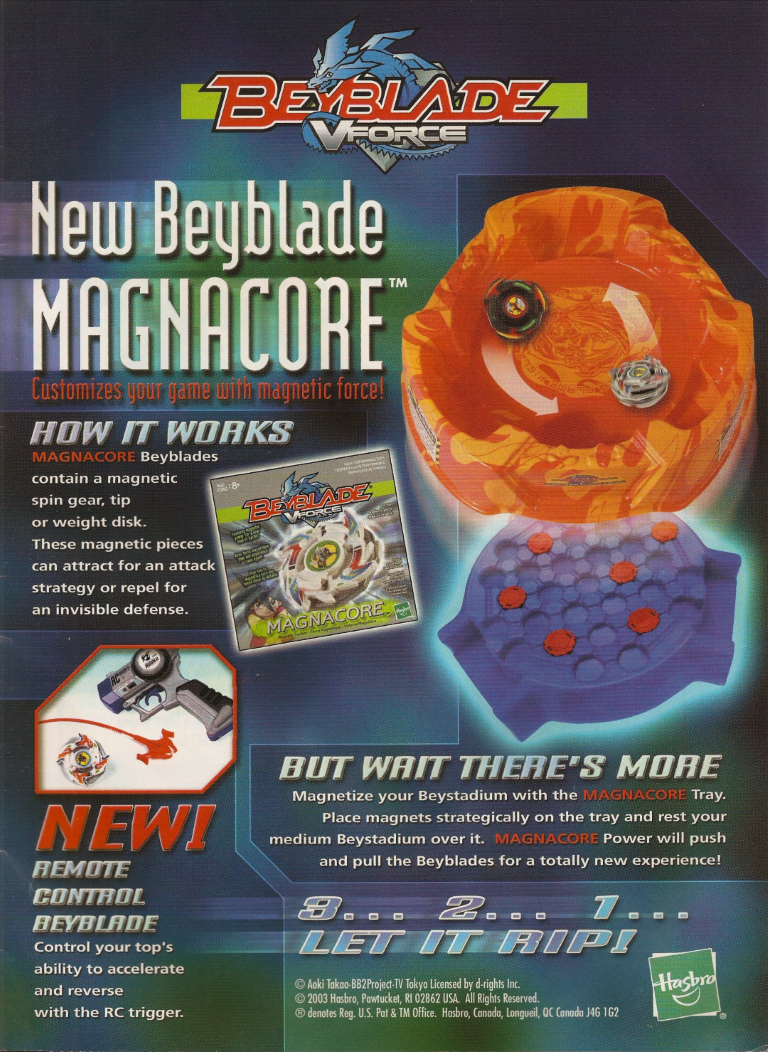 BEYBLADE
VFORCE
New Beyblade
MAGNACORE™
Customizes your game with magnetic force!
HOW IT WORKS
MAGNACORE Beyblades
contain a magnetic
spin gear, tip
or weight disk.
These magnetic pieces
can attract for an attack
strategy or repel for
an invisible defense.
8+
BEYBLADE
VFORCE
MAGNACORE
Hasbro
RC
NEW!
REMOTE
CONTROL
BEYBLADE
Control your top's
ability to accelerate
and reverse
with the RC trigger.
BUT WAIT THERE'S MORE
Magnetize your Beystadium with the MAGNACORE Tray.
Place magnets strategically on the tray and rest your
medium Beystadium over it. MAGNACORE Power will push
and pull the Beyblades for a totally new experience!
3... 2... 1...
LET IT RIP!
© Aoki Takao-BB2Project-TV Tokyo Licensed by d-rights Inc.
© 2003 Hasbro, Pawtucket, RI 02862 USA. All Rights Reserved.
® denotes Reg. U.S. Pat & TM Office. Hasbro, Canada, Longueil, QC Canada J4G 1G2
Hasbro®